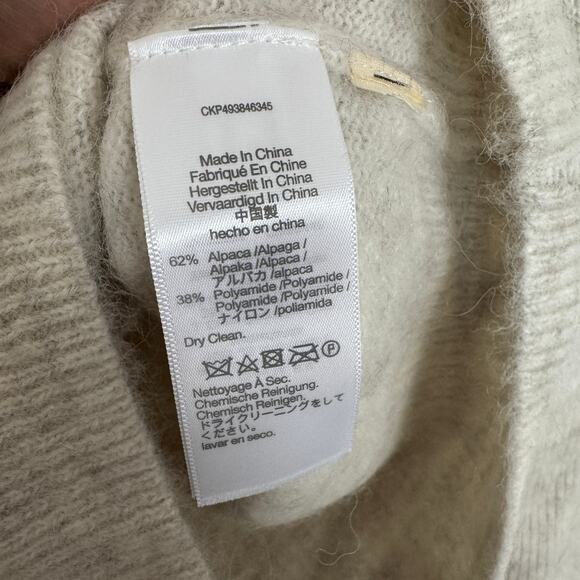 CKP493846345
Made In China
Fabriqué En Chine
Hergestellt In China
Vervaardigd In China
中国製
hecho en china
62% Alpaca /Alpaga /
Alpaka /Alpaca /
アルパカ /alpaca
38% Polyamide /Polyamide /
Polyamide /Polyamide /
ナイロン /poliamida
Dry Clean.
P
Nettoyage À Sec.
Chemische Reinigung.
Chemisch Reinigen.
ドライクリーニングをして
ください。
lavar en seco.